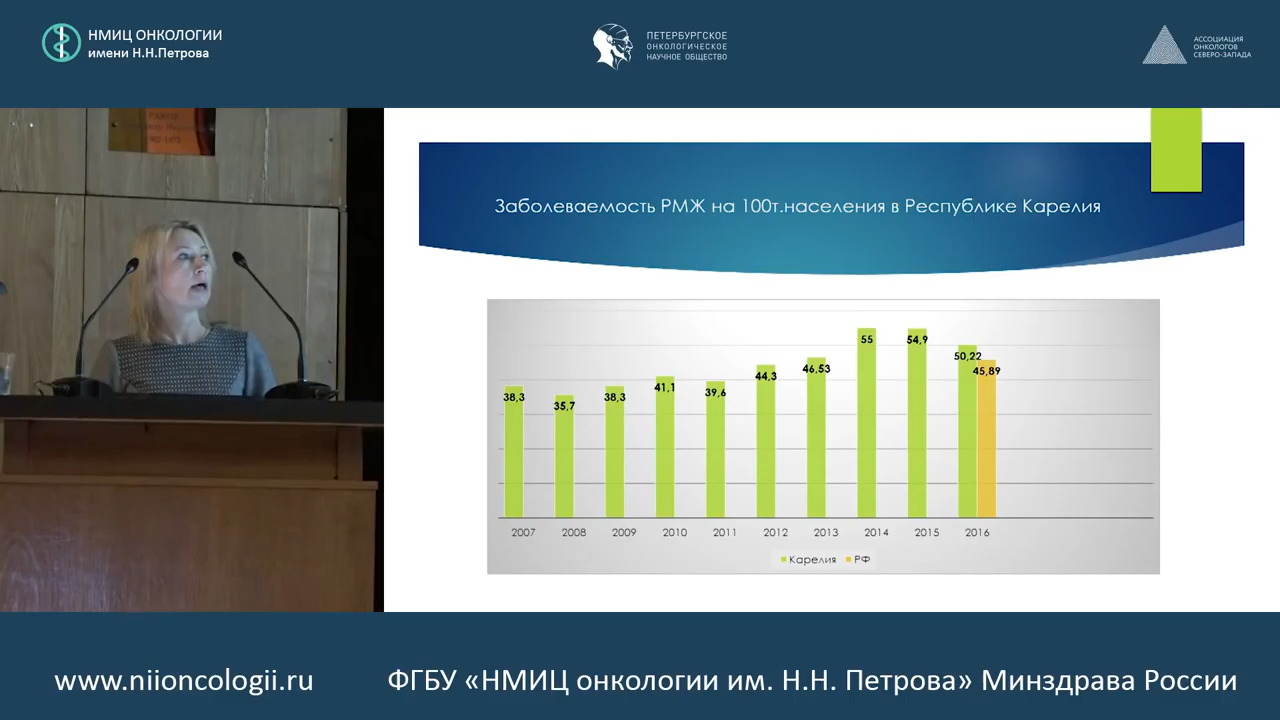 НМИЦ ОНКОЛОГИИ
имени Н.Н.Петрова
ПЕТЕРБУРГСКОЕ
ОНКОЛОГИЧЕСКОЕ
НАУЧНОЕ ОБЩЕСТВО
АССОЦИАЦИЯ
ОНКОЛОГОВ
СЕВЕРО-ЗАПАДА
Заболеваемость РМЖ на 100т.населения в Республике Карелия
38,3
35,7
38,3
41,1
39,6
44,3
46,53
55
54,9
50,22
45,89
2007 2008 2009 2010 2011 2012 2013 2014 2015 2016
Карелия РФ
www.niioncologii.ru
ФГБУ «НМИЦ онкологии им. Н.Н. Петрова» Минздрава России